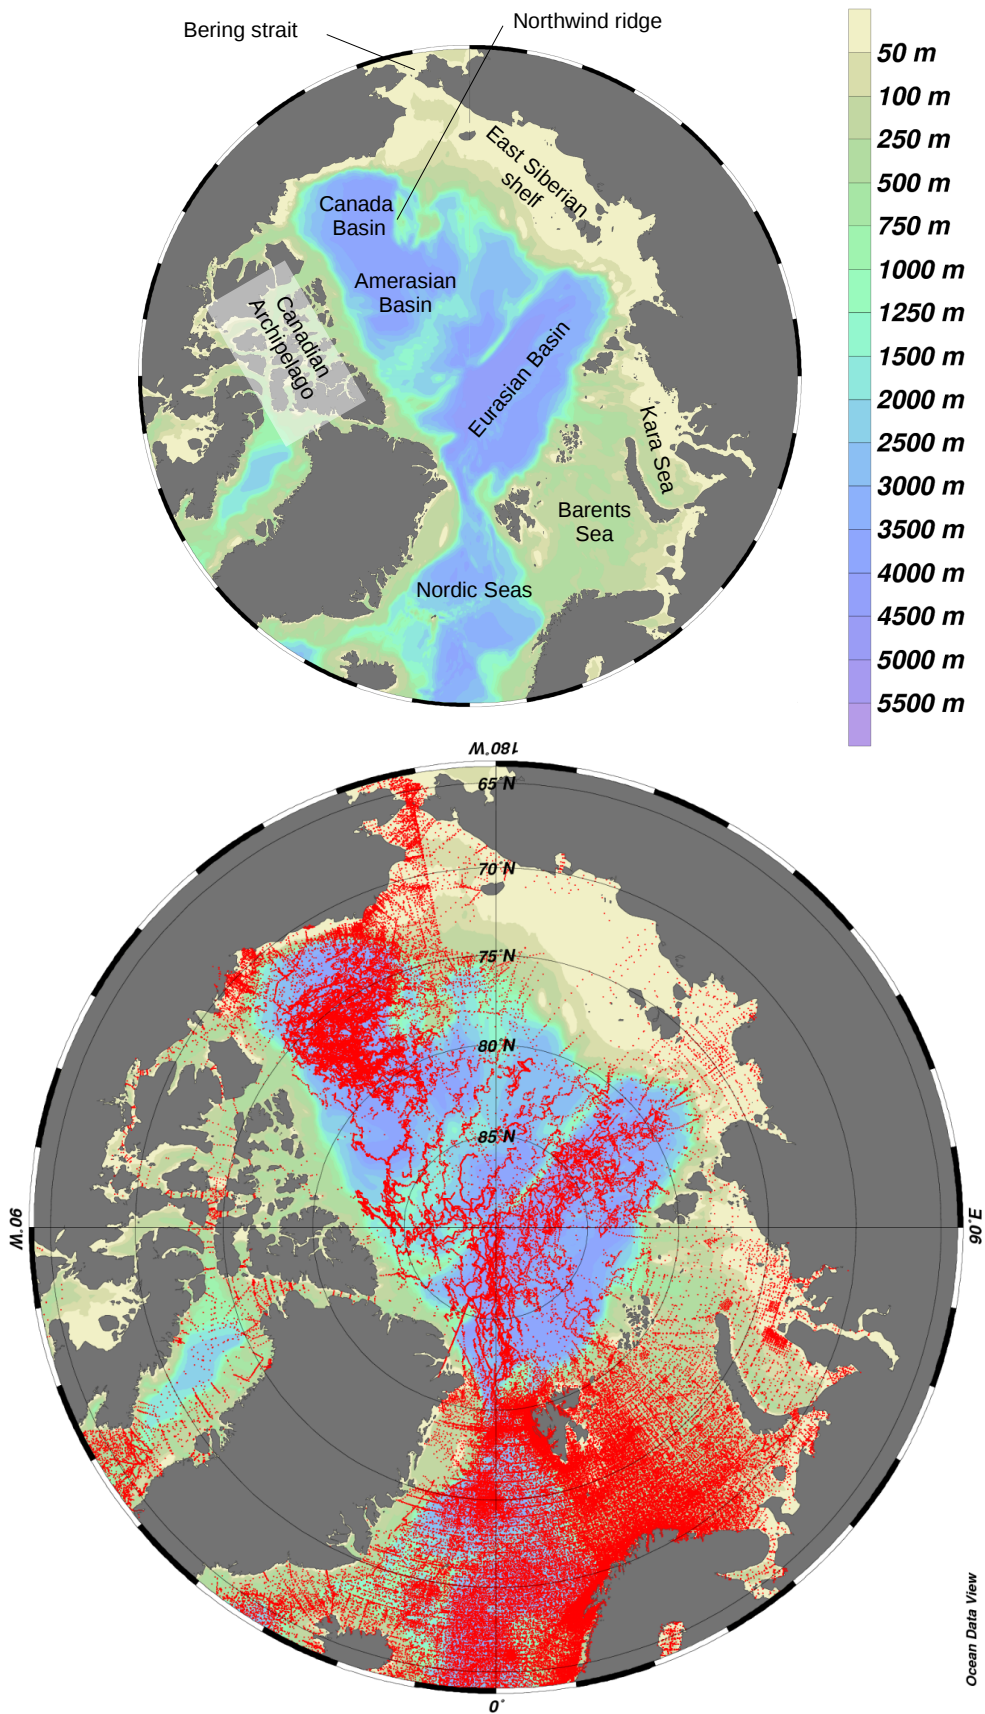 Northwind ridge
Bering strait
50 m
100 m
250 m
500 m
750 m
1000 m
1250 m
1500 m
2000 m
2500 m
3000 m
3500 m
4000 m
4500 m
5000 m
5500 m
East Siberian
shelf
Canada
Basin
Amerasian
Basin
Canadian
Archipelago
Eurasian Basin
Kara Sea
Barents
Sea
Nordic Seas
180°W
65°N
70°N
75°N
80°N
85°N
90°W
90°E
0°
Ocean Data View